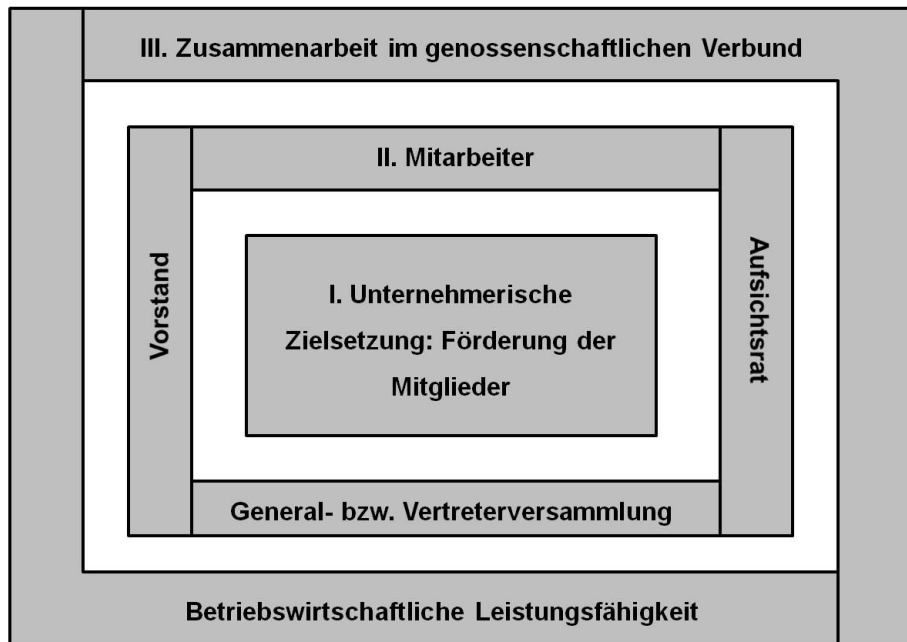 III. Zusammenarbeit im genossenschaftlichen Verbund
II. Mitarbeiter
Vorstand
I. Unternehmerische
Zielsetzung: Förderung der
Mitglieder
Aufsichtsrat
General- bzw. Vertreterversammlung
Betriebswirtschaftliche Leistungsfähigkeit